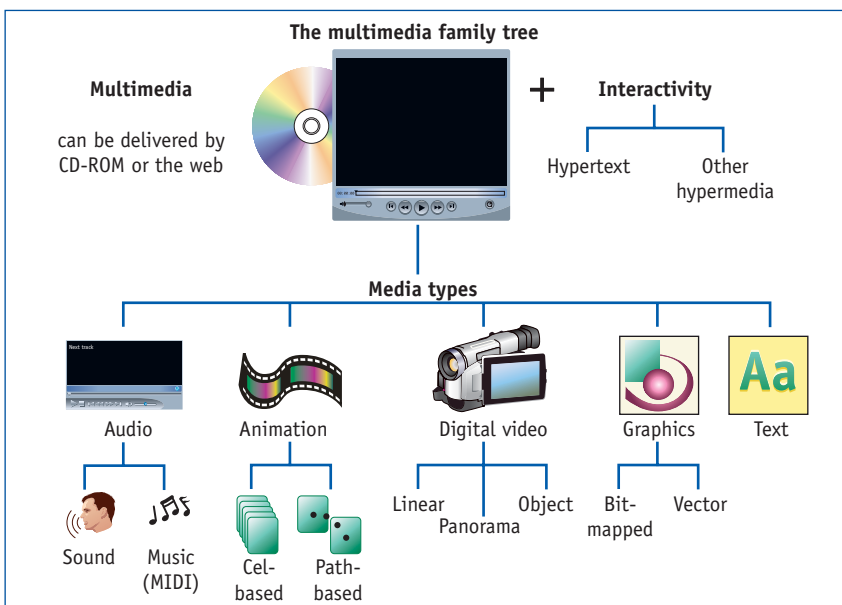 The multimedia family tree
Multimedia
can be delivered by
CD-ROM or the web
+
Interactivity
Hypertext
Other
hypermedia
Media types
Next track
Audio
Animation
Digital video
Graphics
Aa
Text
Sound
Music
(MIDI)
Cel-
based
Path-
based
Linear
Panorama
Object
Bit-
mapped
Vector